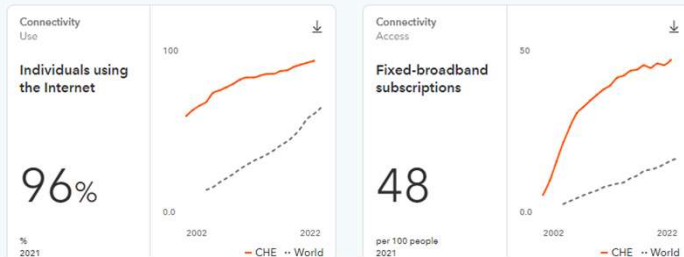 Connectivity
Use
Individuals using
the Internet
96%
%
2021
100
0.0
2002 2022
CHE World
Connectivity
Access
Fixed-broadband
subscriptions
48
per 100 people
2021
50
0.0
2002 2022
CHE World